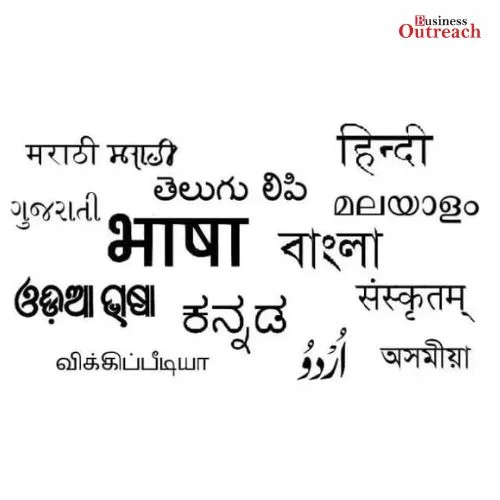 Business
Outreach
मराठी
हिन्दी
తెలుగు లిపి
ગુજરાતી
മലയാളം
भाषा
বাংলা
ଓଡ଼ିଆ ଭାଷା
ಕನ್ನಡ
संस्कृतम्
விக்கிப்பீடியா
اُردُو
অসমীয়া